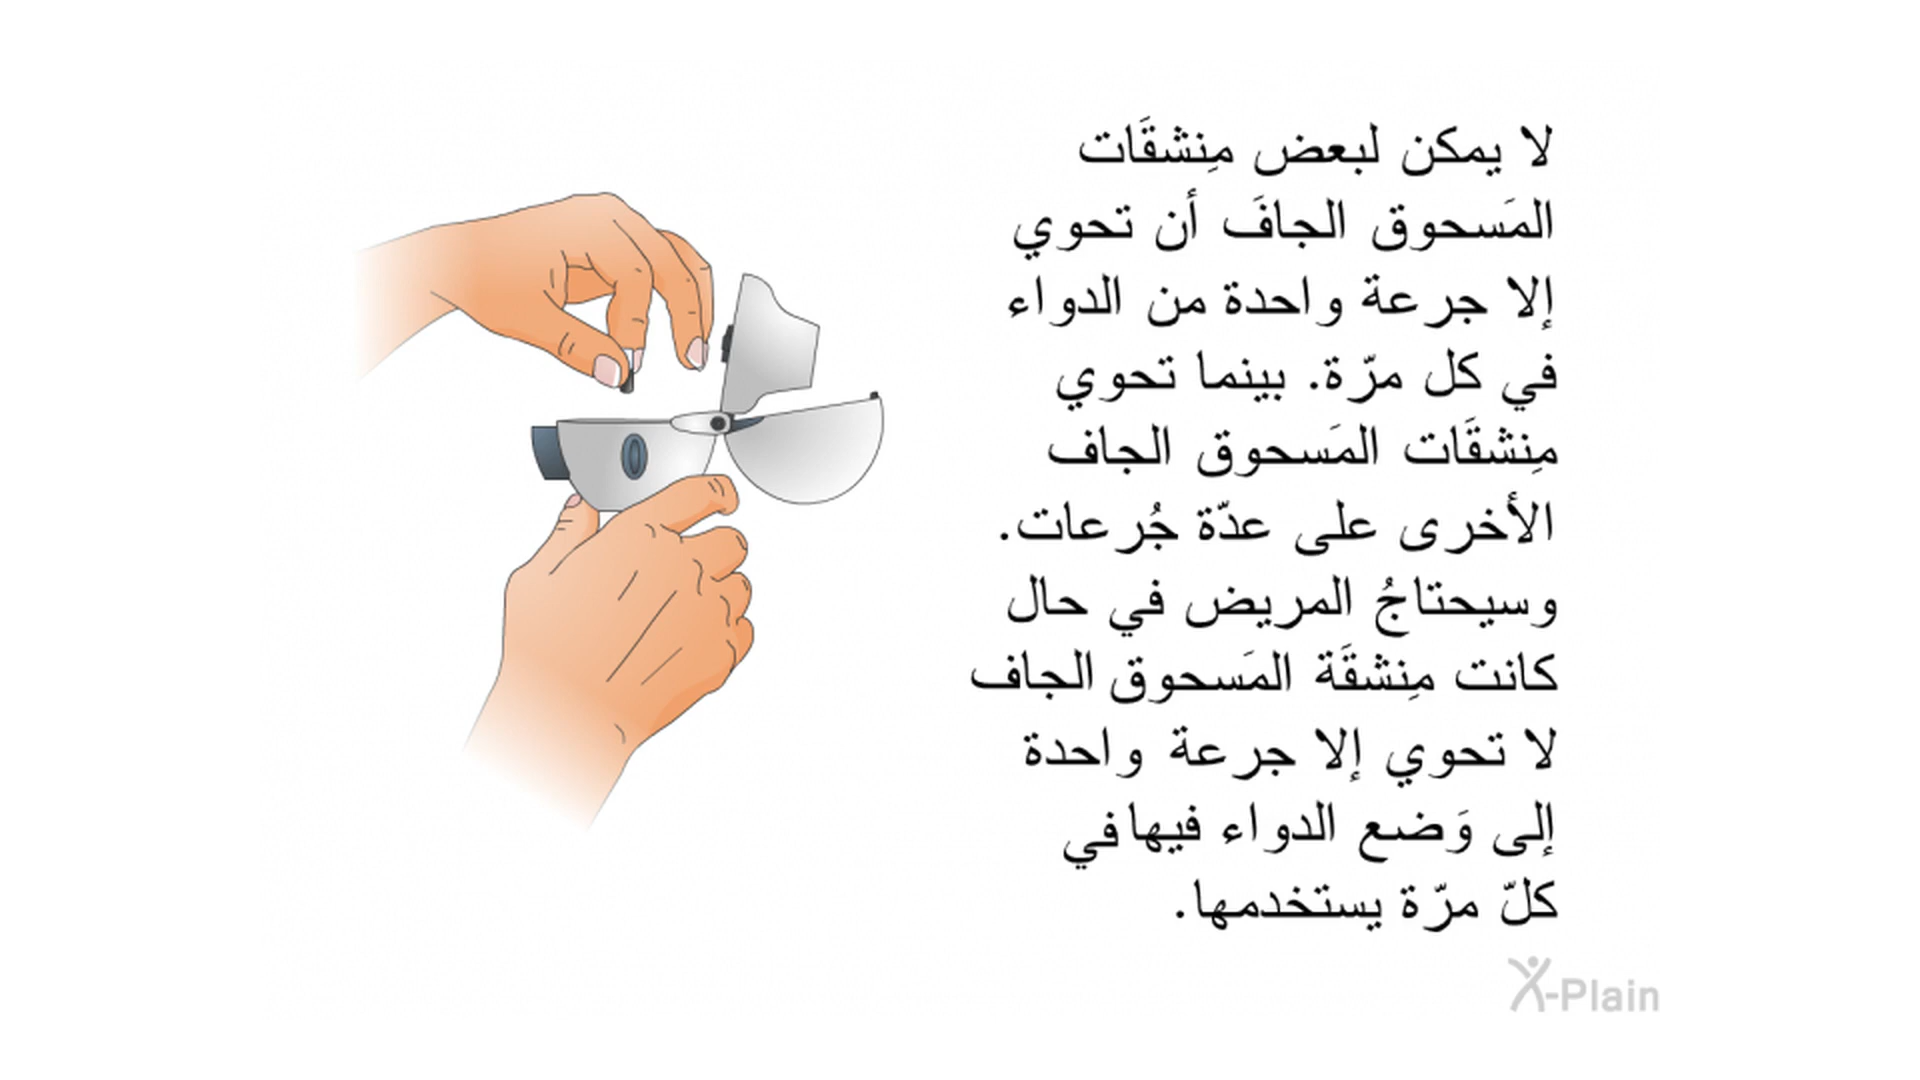 لا يمكن لبعض مِنشقَات
المَسحوق الجافَ أن تحوي
إلا جرعة واحدة من الدواء
في كل مرّة. بينما تحوي
مِنشقَات المَسحوق الجاف
الأخرى على عدّة جُرعات.
وسيحتاجُ المريض في حال
كانت مِنشقَة المَسحوق الجاف
لا تحوي إلا جرعة واحدة
إلى وَضع الدواء فيها في
كلّ مرّة يستخدمها.
X-Plain